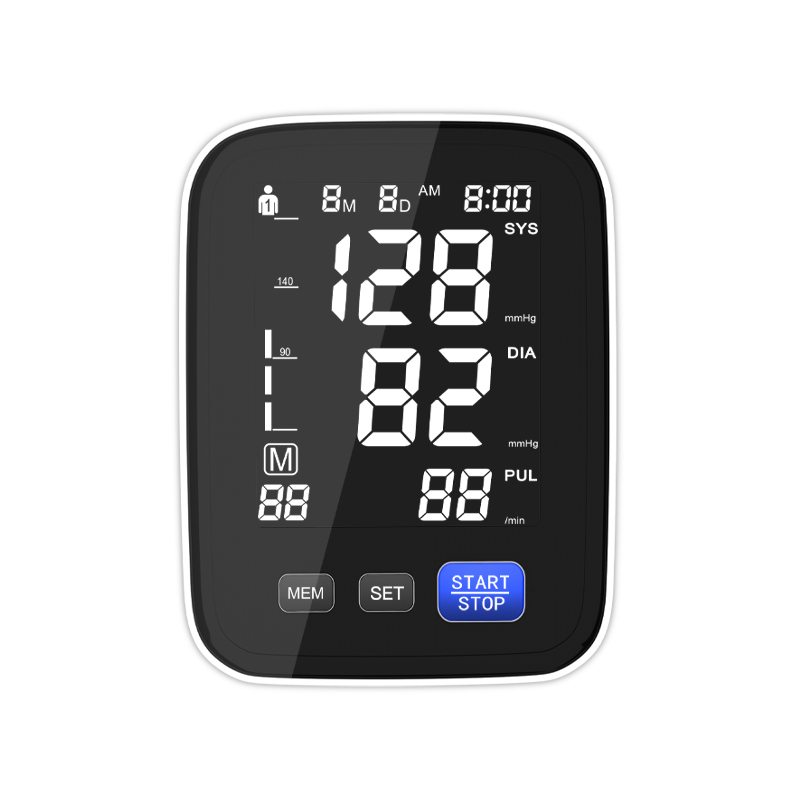 1 8M 8D AM 8:00
SYS
128
140
mmHg
90
DIA
82
mmHg
M
PUL
88
88
/min
MEM
SET
START
STOP